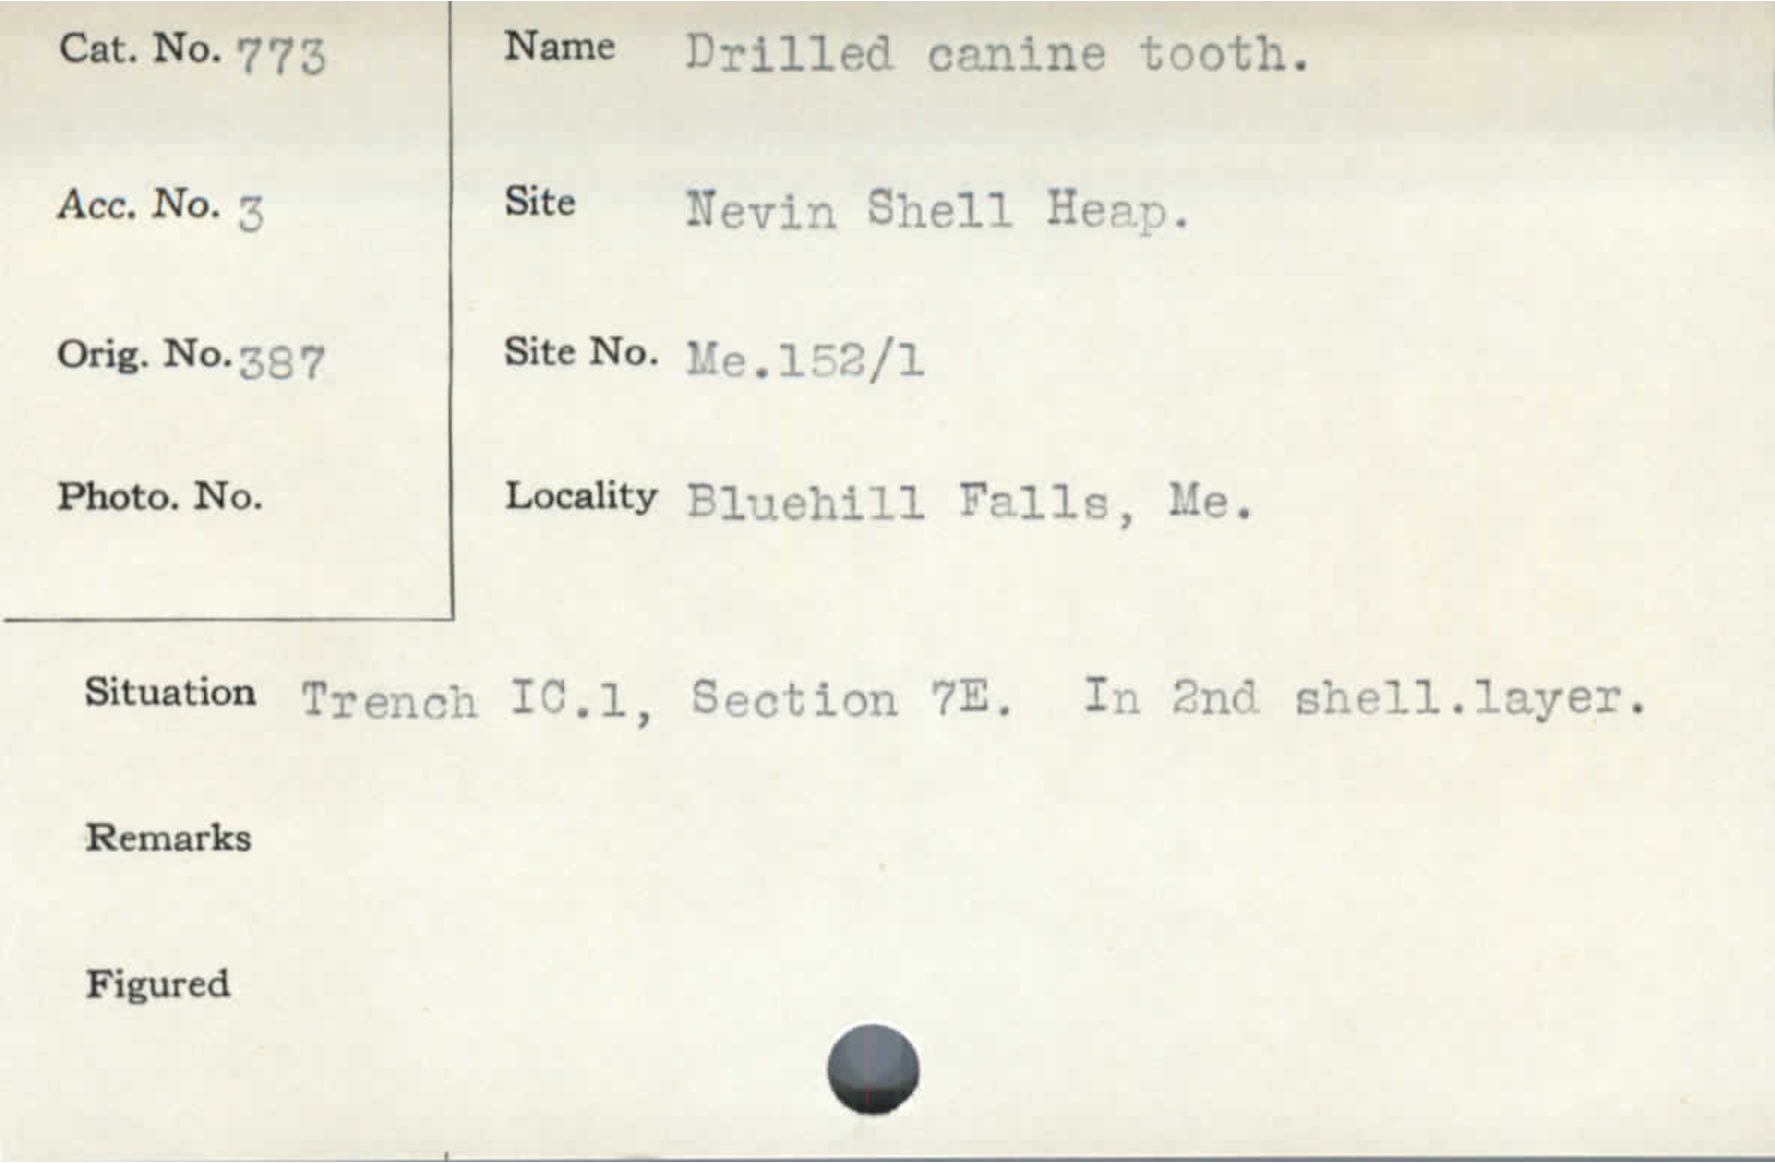 Cat. No. 773
Name Drilled canine tooth.
Acc. No. 3
Site Nevin Shell Heap.
Orig. No. 387
Site No. Me.152/1
Photo. No.
Locality Bluehill Falls, Me.
Situation Trench IC.1, Section 7E. In 2nd shell.layer.
Remarks
Figured